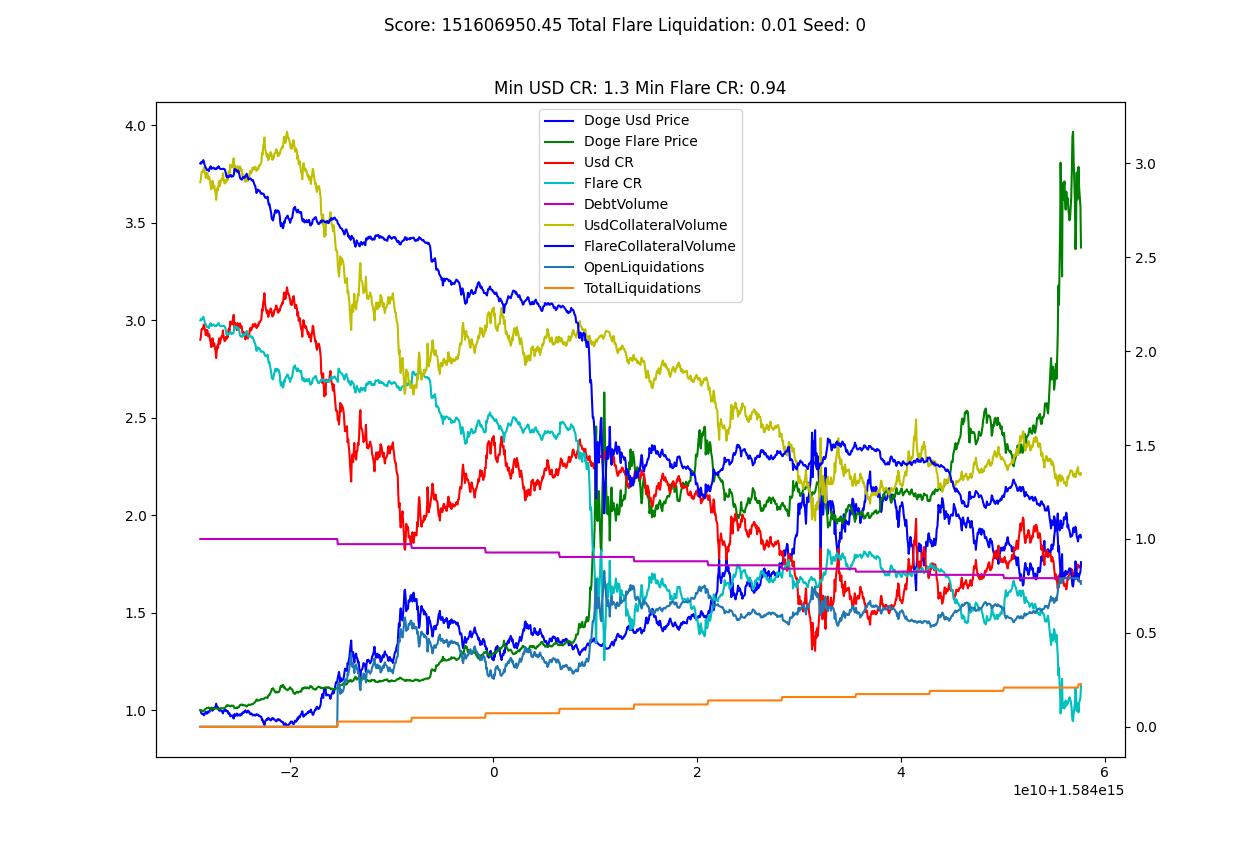 Score: 151606950.45 Total Flare Liquidation: 0.01 Seed: 0
Min USD CR: 1.3 Min Flare CR: 0.94
Doge Usd Price
Doge Flare Price
Usd CR
Flare CR
DebtVolume
UsdCollateralVolume
FlareCollateralVolume
OpenLiquidations
TotalLiquidations
4.0
3.5
3.0
2.5
2.0
1.5
1.0
3.0
2.5
2.0
1.5
1.0
0.5
0.0
−2 0 2 4 6
1e10+1.584e15